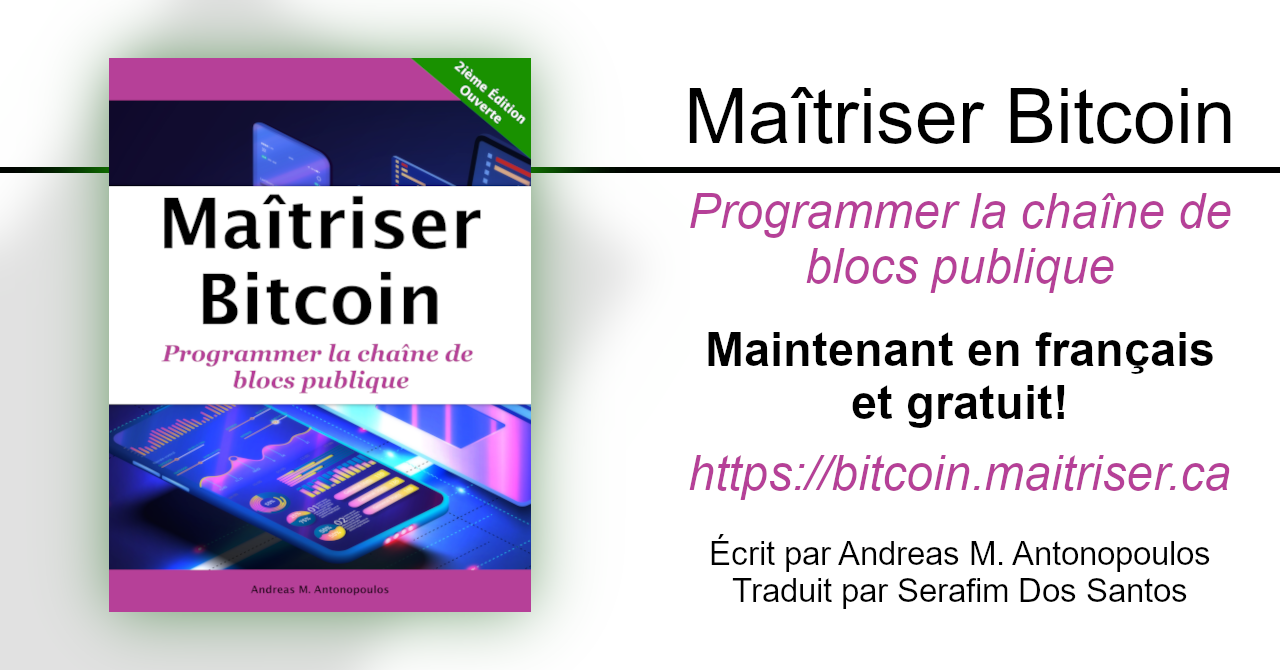 2ième Édition
Ouverte
Maîtriser
Bitcoin
Programmer la chaîne de
blocs publique
01
02
Andreas M. Antonopoulos
Maîtriser Bitcoin
Programmer la chaîne de
blocs publique
Maintenant en français
et gratuit!
https://bitcoin.maitriser.ca
Écrit par Andreas M. Antonopoulos
Traduit par Serafim Dos Santos